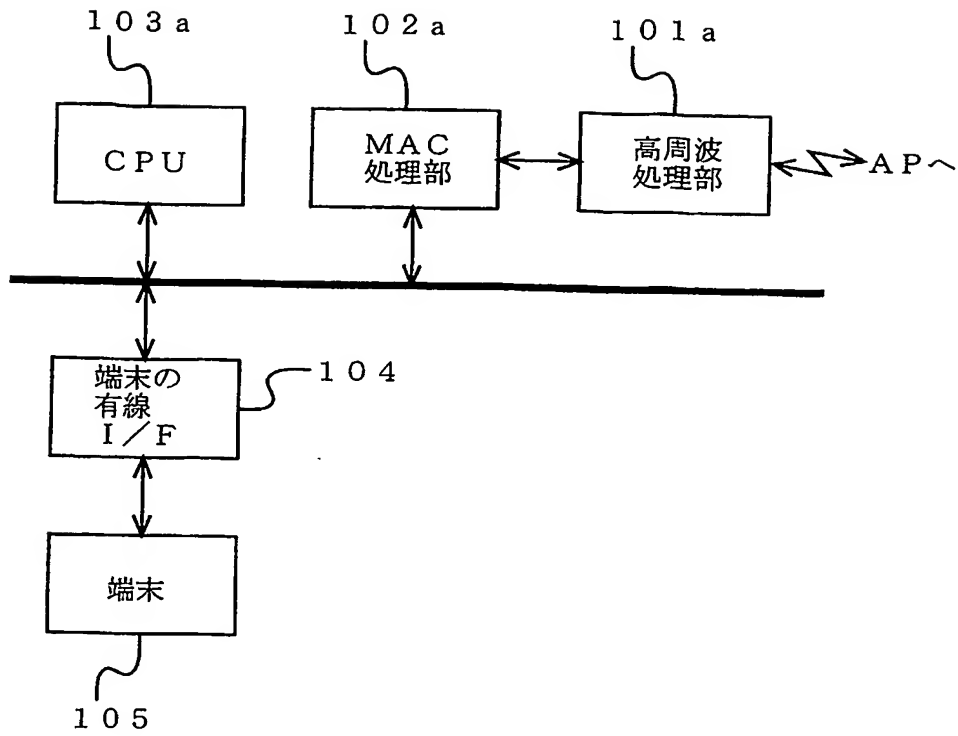 103a
102a
101a
CPU
MAC
処理部
高周波
処理部
APへ
端末の
有線
I/F
104
端末
105